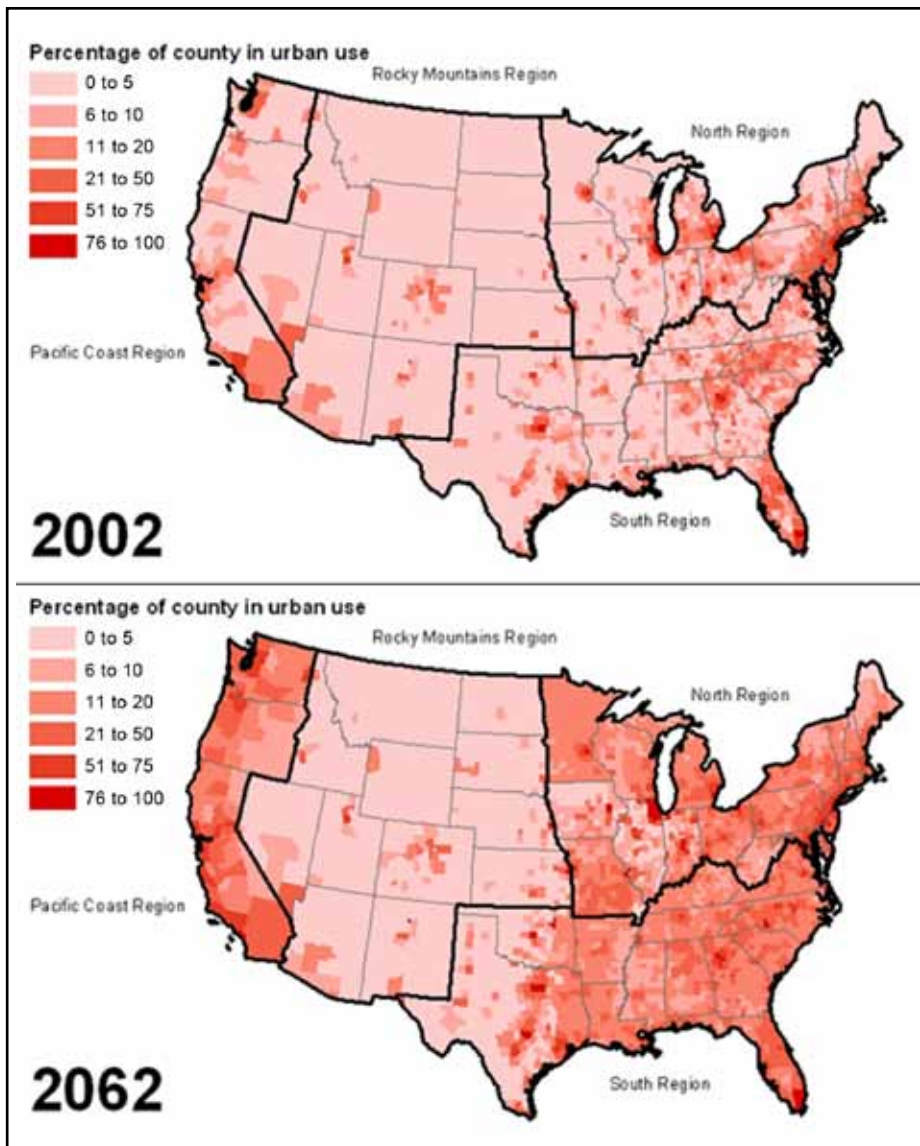 Percentage of county in urban use
0 to 5
6 to 10
11 to 20
21 to 50
51 to 75
76 to 100
Rocky Mountains Region
North Region
Pacific Coast Region
South Region
2002
Percentage of county in urban use
0 to 5
6 to 10
11 to 20
21 to 50
51 to 75
76 to 100
Rocky Mountains Region
North Region
Pacific Coast Region
South Region
2062